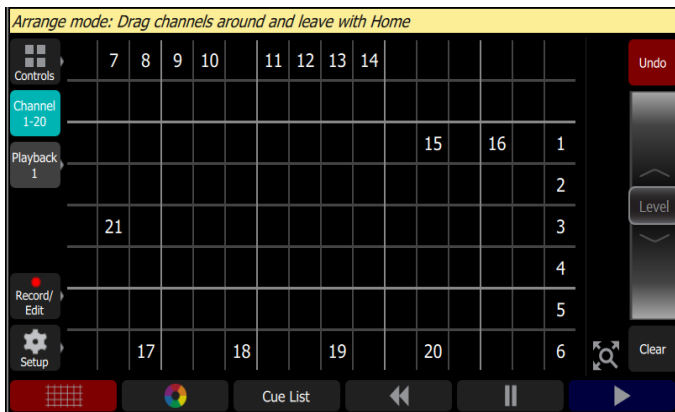 Arrange mode: Drag channels around and leave with Home
Controls
7 8 9 10 11 12 13 14
Undo
Channel
1-20
15 16 1
Playback
1
2
Level
21 3
4
Record/
Edit
5
Setup
17 18 19 20 6
Clear
Cue List